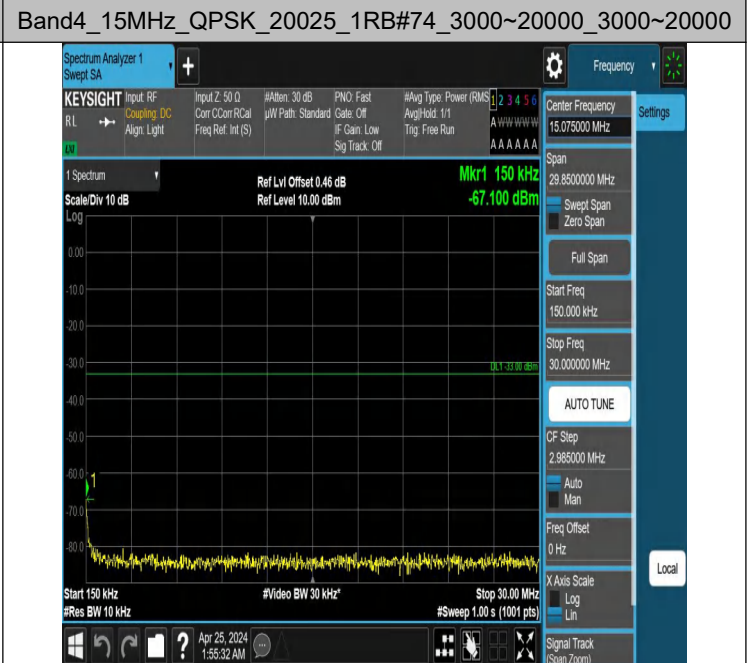 Band4_15MHz_QPSK_20025_1RB#74_3000~20000_3000~20000
Spectrum Analyzer 1
Swept SA
+
Frequency
KEYSIGHT
RL
LXI
Input: RF
Coupling: DC
Align: Light
Input Z: 50 Ω
Corr CCorr RCal
Freq Ref: Int (S)
#Atten: 30 dB
µW Path: Standard
PNO: Fast
Gate: Off
IF Gain: Low
Sig Track: Off
#Avg Type: Power (RMS
Avg|Hold: 1/1
Trig: Free Run
1 2 3 4 5 6
A W W W W W
A A A A A A
1 Spectrum
Scale/Div 10 dB
Log
Ref Lvl Offset 0.46 dB
Ref Level 10.00 dBm
Mkr1 150 kHz
-67.100 dBm
0.00
-10.0
-20.0
-30.0
DL1 -33.00 dBm
-40.0
-50.0
-60.0
1
-70.0
-80.0
Start 150 kHz
#Res BW 10 kHz
#Video BW 30 kHz*
Stop 30.00 MHz
#Sweep 1.00 s (1001 pts)
Center Frequency
15.075000 MHz
Settings
Span
29.8500000 MHz
Swept Span
Zero Span
Full Span
Start Freq
150.000 kHz
Stop Freq
30.000000 MHz
AUTO TUNE
CF Step
2.985000 MHz
Auto
Man
Freq Offset
0 Hz
Local
X Axis Scale
Log
Lin
Signal Track
(Span Zoom)
?
Apr 25, 2024
1:55:32 AM